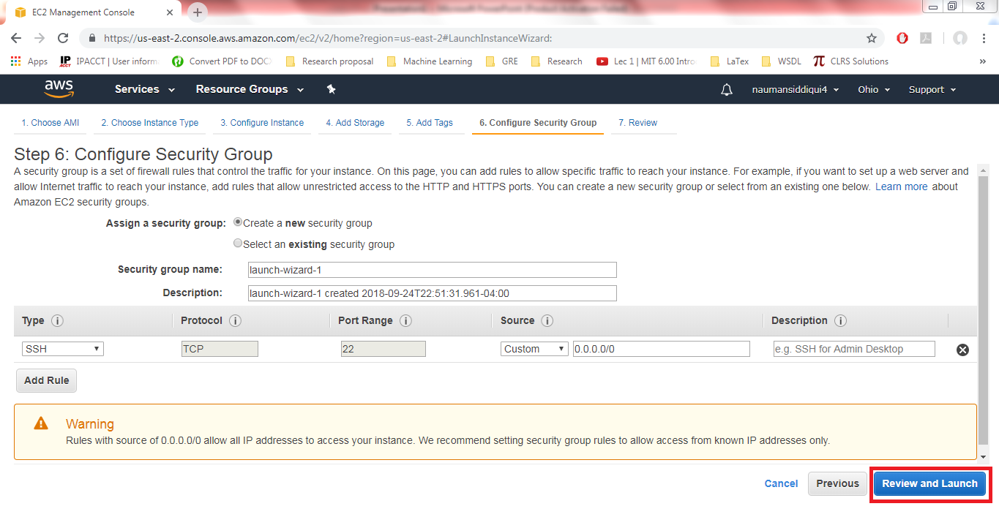 Presentation1 - Microsoft PowerPoint (Product Activation Failed)
EC2 Management Console
https://us-east-2.console.aws.amazon.com/ec2/v2/home?region=us-east-2#LaunchInstanceWizard:
Apps IPACCT | User inform Convert PDF to DOC Research proposal Machine Learning GRE Research Lec 1 | MIT 6.00 Intro LaTex WSDL CLRS Solutions »
aws Services Resource Groups naumansiddiqui4 Ohio Support
1. Choose AMI 2. Choose Instance Type 3. Configure Instance 4. Add Storage 5. Add Tags 6. Configure Security Group 7. Review
Step 6: Configure Security Group
A security group is a set of firewall rules that control the traffic for your instance. On this page, you can add rules to allow specific traffic to reach your instance. For example, if you want to set up a web server and
allow Internet traffic to reach your instance, add rules that allow unrestricted access to the HTTP and HTTPS ports. You can create a new security group or select from an existing one below. Learn more about
Amazon EC2 security groups.
Assign a security group: Create a new security group
Select an existing security group
Security group name: launch-wizard-1
Description: launch-wizard-1 created 2018-09-24T22:51:31.961-04:00
Type Protocol Port Range Source Description
SSH TCP 22 Custom 0.0.0.0/0 e.g. SSH for Admin Desktop
Add Rule
Warning
Rules with source of 0.0.0.0/0 allow all IP addresses to access your instance. We recommend setting security group rules to allow access from known IP addresses only.
Cancel Previous Review and Launch